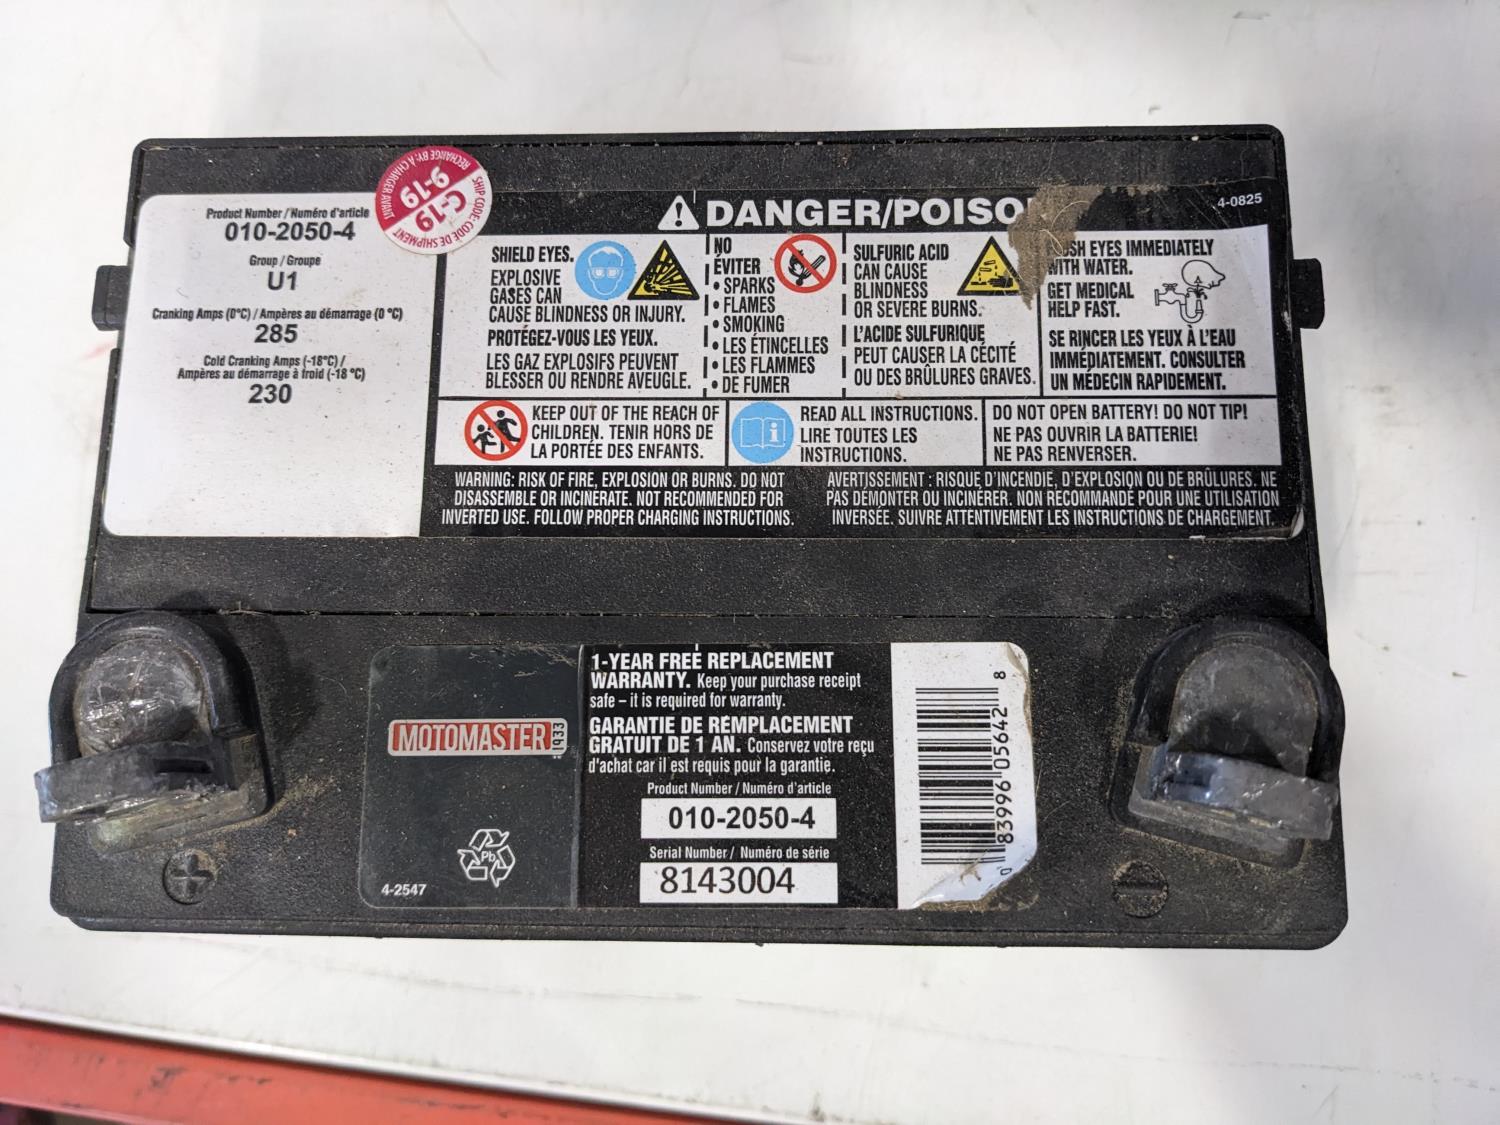 Product Number / Numéro d'article
010-2050-4
Group / Groupe
U1
Cranking Amps (0°C) / Ampères au démarrage (0 °C)
285
Cold Cranking Amps (-18°C) /
Ampères au démarrage à froid (-18 °C)
230
RECHARGE BY: À CHARGER AVANT
9-19
C-19
SHIP CODE: CODE DE SHIPMENT
DANGER/POISO
4-0825
SHIELD EYES.
EXPLOSIVE
GASES CAN
CAUSE BLINDNESS OR INJURY.
PROTÉGEZ-VOUS LES YEUX.
LES GAZ EXPLOSIFS PEUVENT
BLESSER OU RENDRE AVEUGLE.
NO
ÉVITER
• SPARKS
• FLAMES
• SMOKING
• LES ÉTINCELLES
• LES FLAMMES
• DE FUMER
SULFURIC ACID
CAN CAUSE
BLINDNESS
OR SEVERE BURNS.
L'ACIDE SULFURIQUE
PEUT CAUSER LA CÉCITÉ
OU DES BRÛLURES GRAVES.
USH EYES IMMEDIATELY
WITH WATER.
GET MEDICAL
HELP FAST.
SE RINCER LES YEUX À L'EAU
IMMÉDIATEMENT. CONSULTER
UN MÉDECIN RAPIDEMENT.
KEEP OUT OF THE REACH OF
CHILDREN. TENIR HORS DE
LA PORTÉE DES ENFANTS.
READ ALL INSTRUCTIONS.
LIRE TOUTES LES
INSTRUCTIONS.
DO NOT OPEN BATTERY! DO NOT TIP!
NE PAS OUVRIR LA BATTERIE!
NE PAS RENVERSER.
WARNING: RISK OF FIRE, EXPLOSION OR BURNS. DO NOT
DISASSEMBLE OR INCINERATE. NOT RECOMMENDED FOR
INVERTED USE. FOLLOW PROPER CHARGING INSTRUCTIONS.
AVERTISSEMENT : RISQUE D'INCENDIE, D'EXPLOSION OU DE BRÛLURES. NE
PAS DÉMONTER OU INCINÉRER. NON RECOMMANDÉ POUR UNE UTILISATION
INVERSÉE. SUIVRE ATTENTIVEMENT LES INSTRUCTIONS DE CHARGEMENT.
MOTOMASTER 1933
Pb
4-2547
1-YEAR FREE REPLACEMENT
WARRANTY. Keep your purchase receipt
safe – it is required for warranty.
GARANTIE DE REMPLACEMENT
GRATUIT DE 1 AN. Conservez votre reçu
d'achat car il est requis pour la garantie.
Product Number / Numéro d'article
010-2050-4
Serial Number / Numéro de série
8143004
0 83996 05642 8